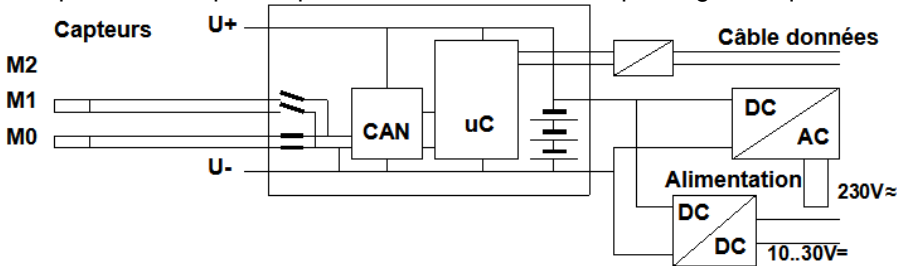 Capteurs
U+
Câble données
M2
M1
M0
CAN
uC
DC
AC
U-
Alimentation
230V≈
DC
DC
10..30V=